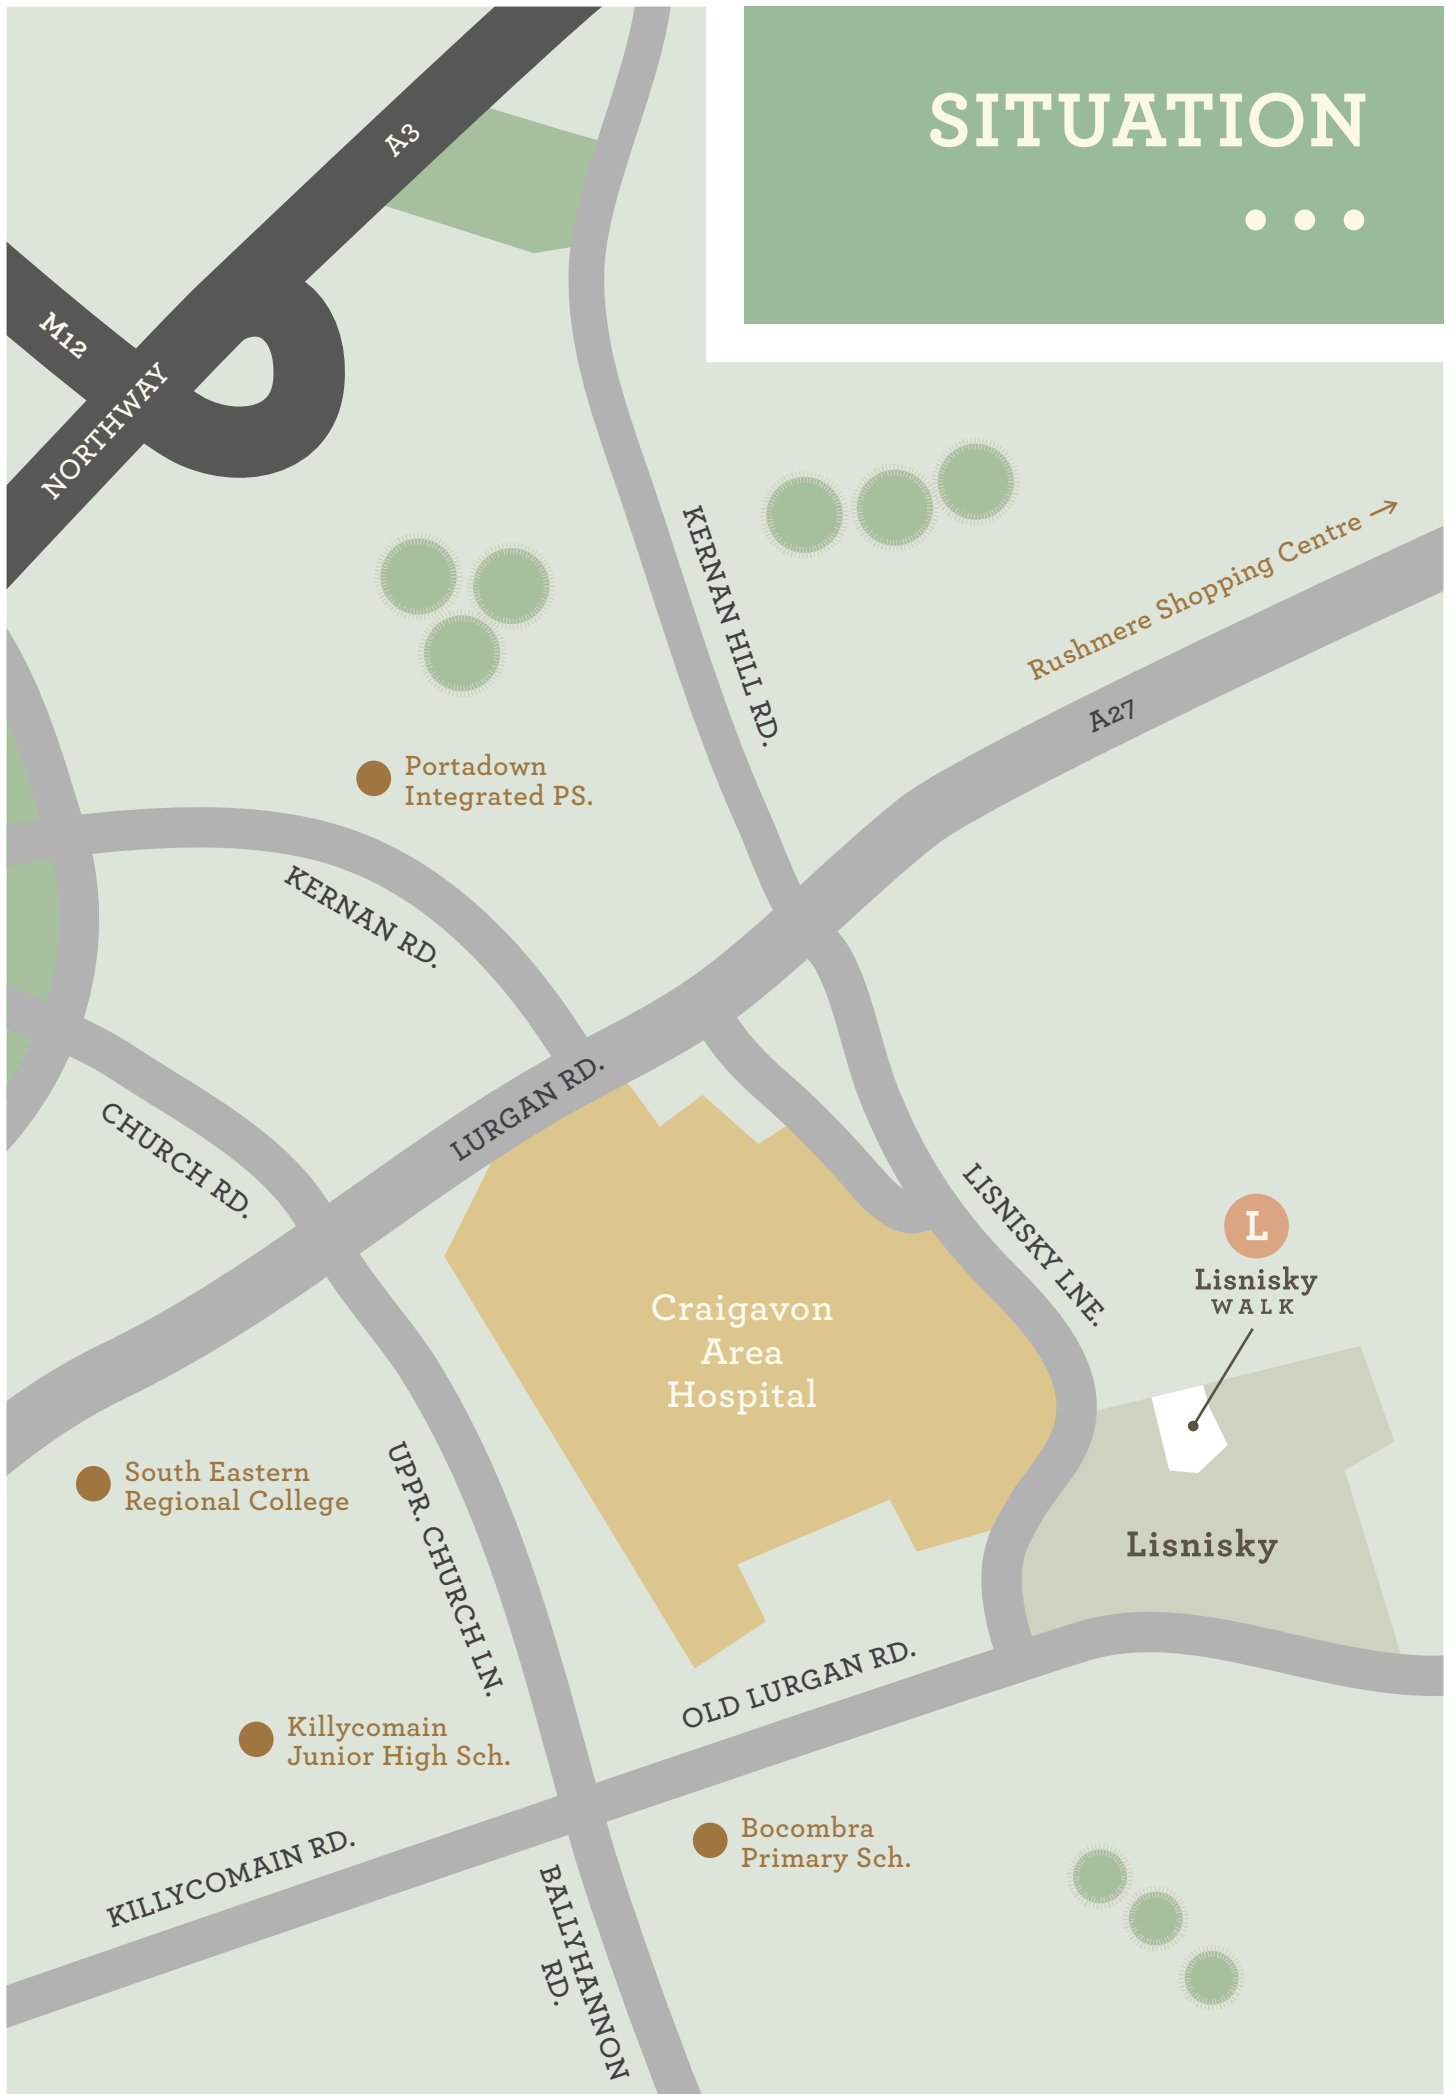 SITUATION
A3
M12
NORTHWAY
KERNAN HILL RD.
Rushmere Shopping Centre →
A27
Portadown
Integrated PS.
KERNAN RD.
LURGAN RD.
CHURCH RD.
LISNISKY LNE.
L
Lisnisky
WALK
Craigavon
Area
Hospital
South Eastern
Regional College
UPPR. CHURCH LN.
Lisnisky
OLD LURGAN RD.
Killycomain
Junior High Sch.
Bocombra
Primary Sch.
KILLYCOMAIN RD.
BALLYHANNON
RD.